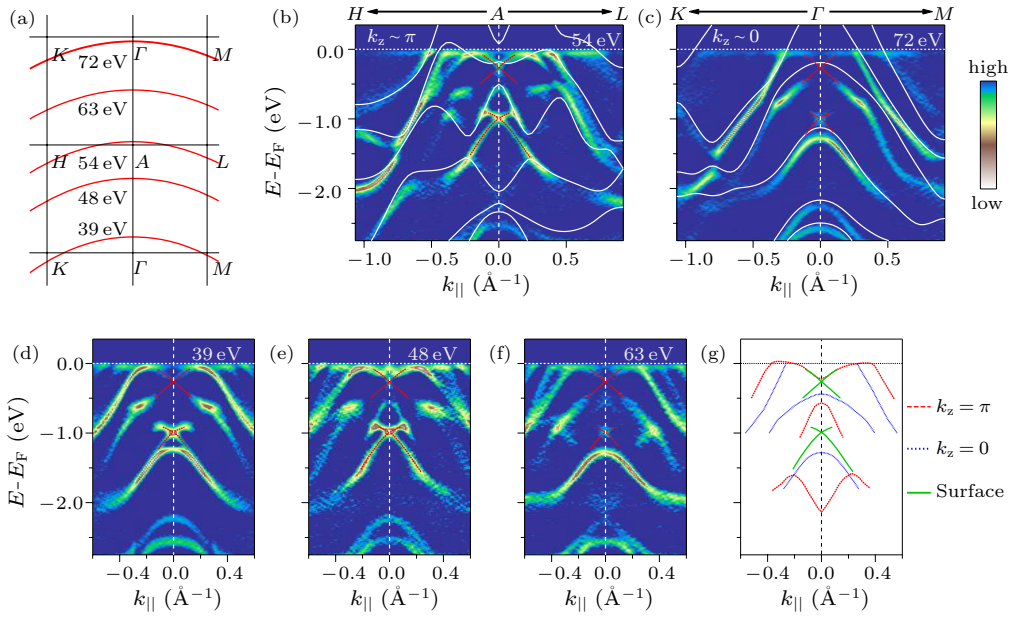 (a)
K Γ M
72 eV
63 eV
H 54 eV A L
48 eV
39 eV
K Γ M
(b) H A L
k_z ~ π 54 eV
E-E_F (eV)
0.0
−1.0
−2.0
−1.0 −0.5 0.0 0.5
k_|| (Å⁻¹)
(c) K Γ M
k_z ~ 0 72 eV
−1.0 −0.5 0.0 0.5
k_|| (Å⁻¹)
high
low
(d) 39 eV
E-E_F (eV)
0.0
−1.0
−2.0
−0.4 0.0 0.4
k_|| (Å⁻¹)
(e) 48 eV
−0.4 0.0 0.4
k_|| (Å⁻¹)
(f) 63 eV
−0.4 0.0 0.4
k_|| (Å⁻¹)
(g)
−0.4 0.0 0.4
k_|| (Å⁻¹)
k_z = π
k_z = 0
Surface